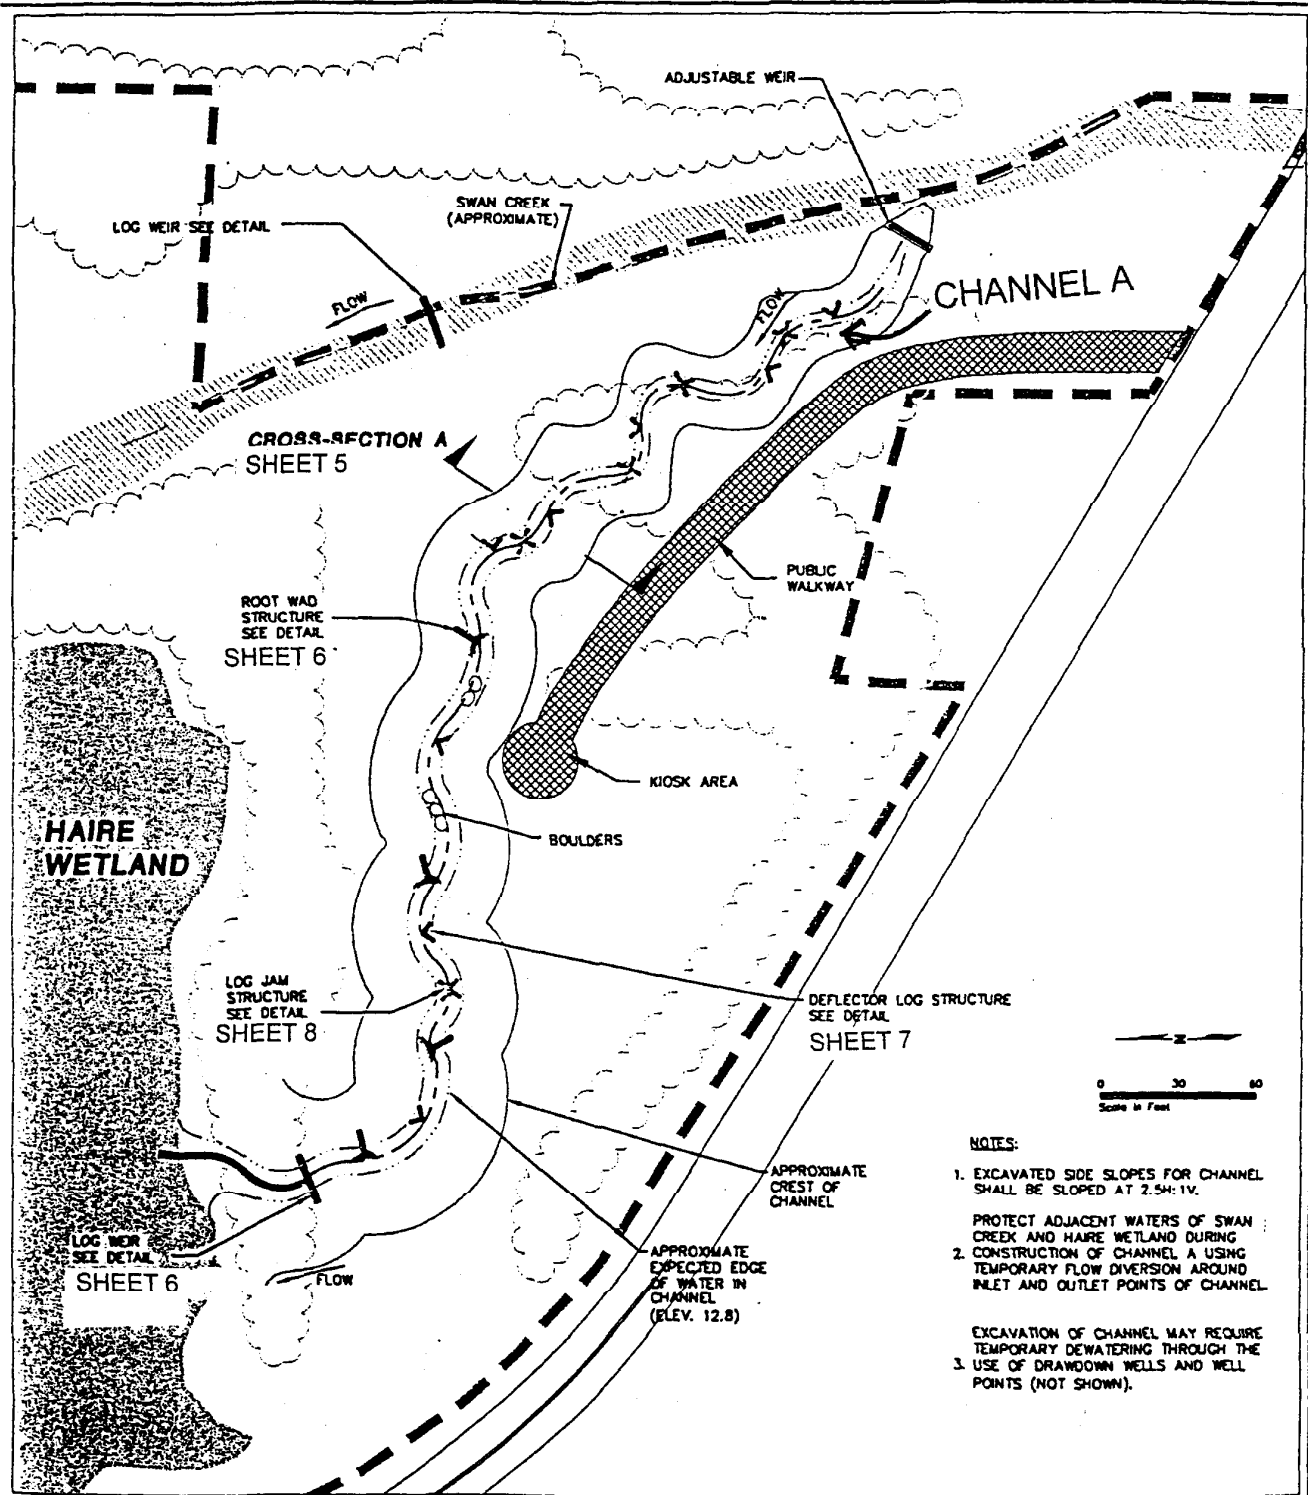 ADJUSTABLE WEIR
SWAN CREEK
(APPROXIMATE)
LOG WEIR SEE DETAIL
FLOW
FLOW
CHANNEL A
CROSS-SECTION A
SHEET 5
PUBLIC
WALKWAY
ROOT WAD
STRUCTURE
SEE DETAIL
SHEET 6
KIOSK AREA
BOULDERS
HAIRE
WETLAND
LOG JAM
STRUCTURE
SEE DETAIL
SHEET 8
DEFLECTOR LOG STRUCTURE
SEE DETAIL
SHEET 7
Z
0 30 60
Scale in Feet
APPROXIMATE
CREST OF
CHANNEL
LOG WEIR
SEE DETAIL
SHEET 6
FLOW
APPROXIMATE
EXPECTED EDGE
OF WATER IN
CHANNEL
(ELEV. 12.8)
NOTES:
1. EXCAVATED SIDE SLOPES FOR CHANNEL
SHALL BE SLOPED AT 2.5H:1V.
PROTECT ADJACENT WATERS OF SWAN
CREEK AND HAIRE WETLAND DURING
2. CONSTRUCTION OF CHANNEL A USING
TEMPORARY FLOW DIVERSION AROUND
INLET AND OUTLET POINTS OF CHANNEL
EXCAVATION OF CHANNEL MAY REQUIRE
TEMPORARY DEWATERING THROUGH THE
3. USE OF DRAWDOWN WELLS AND WELL
POINTS (NOT SHOWN).